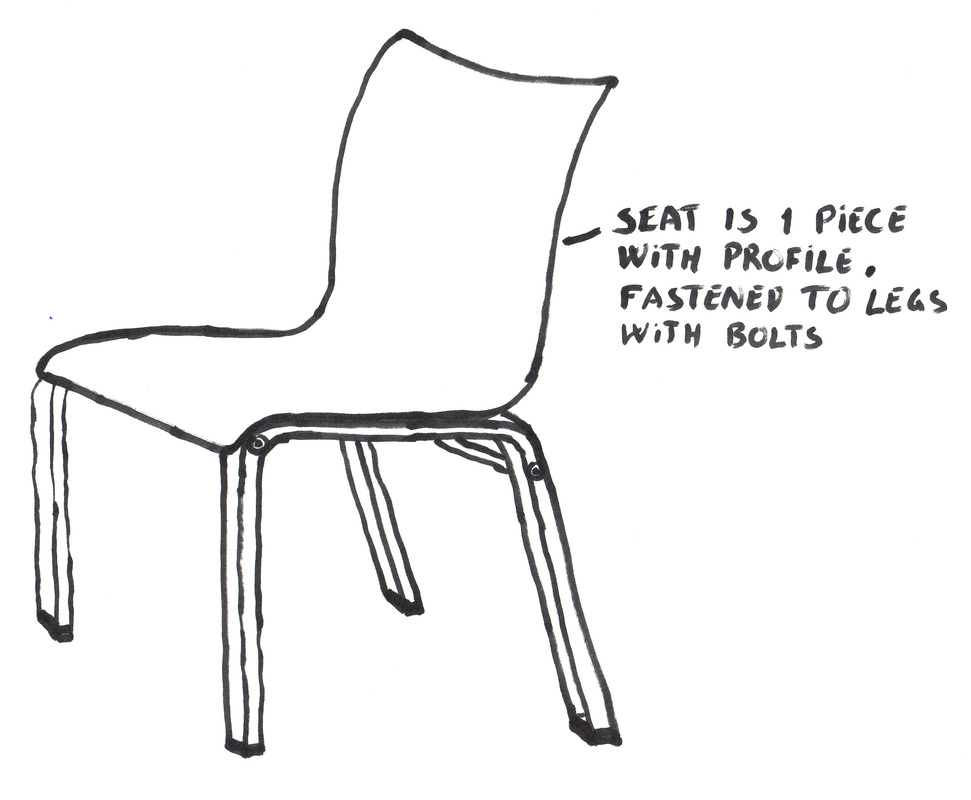 SEAT IS 1 PiECE
WiTH PROFiLE.
FASTENED TO LEGS
WiTH BOLTS